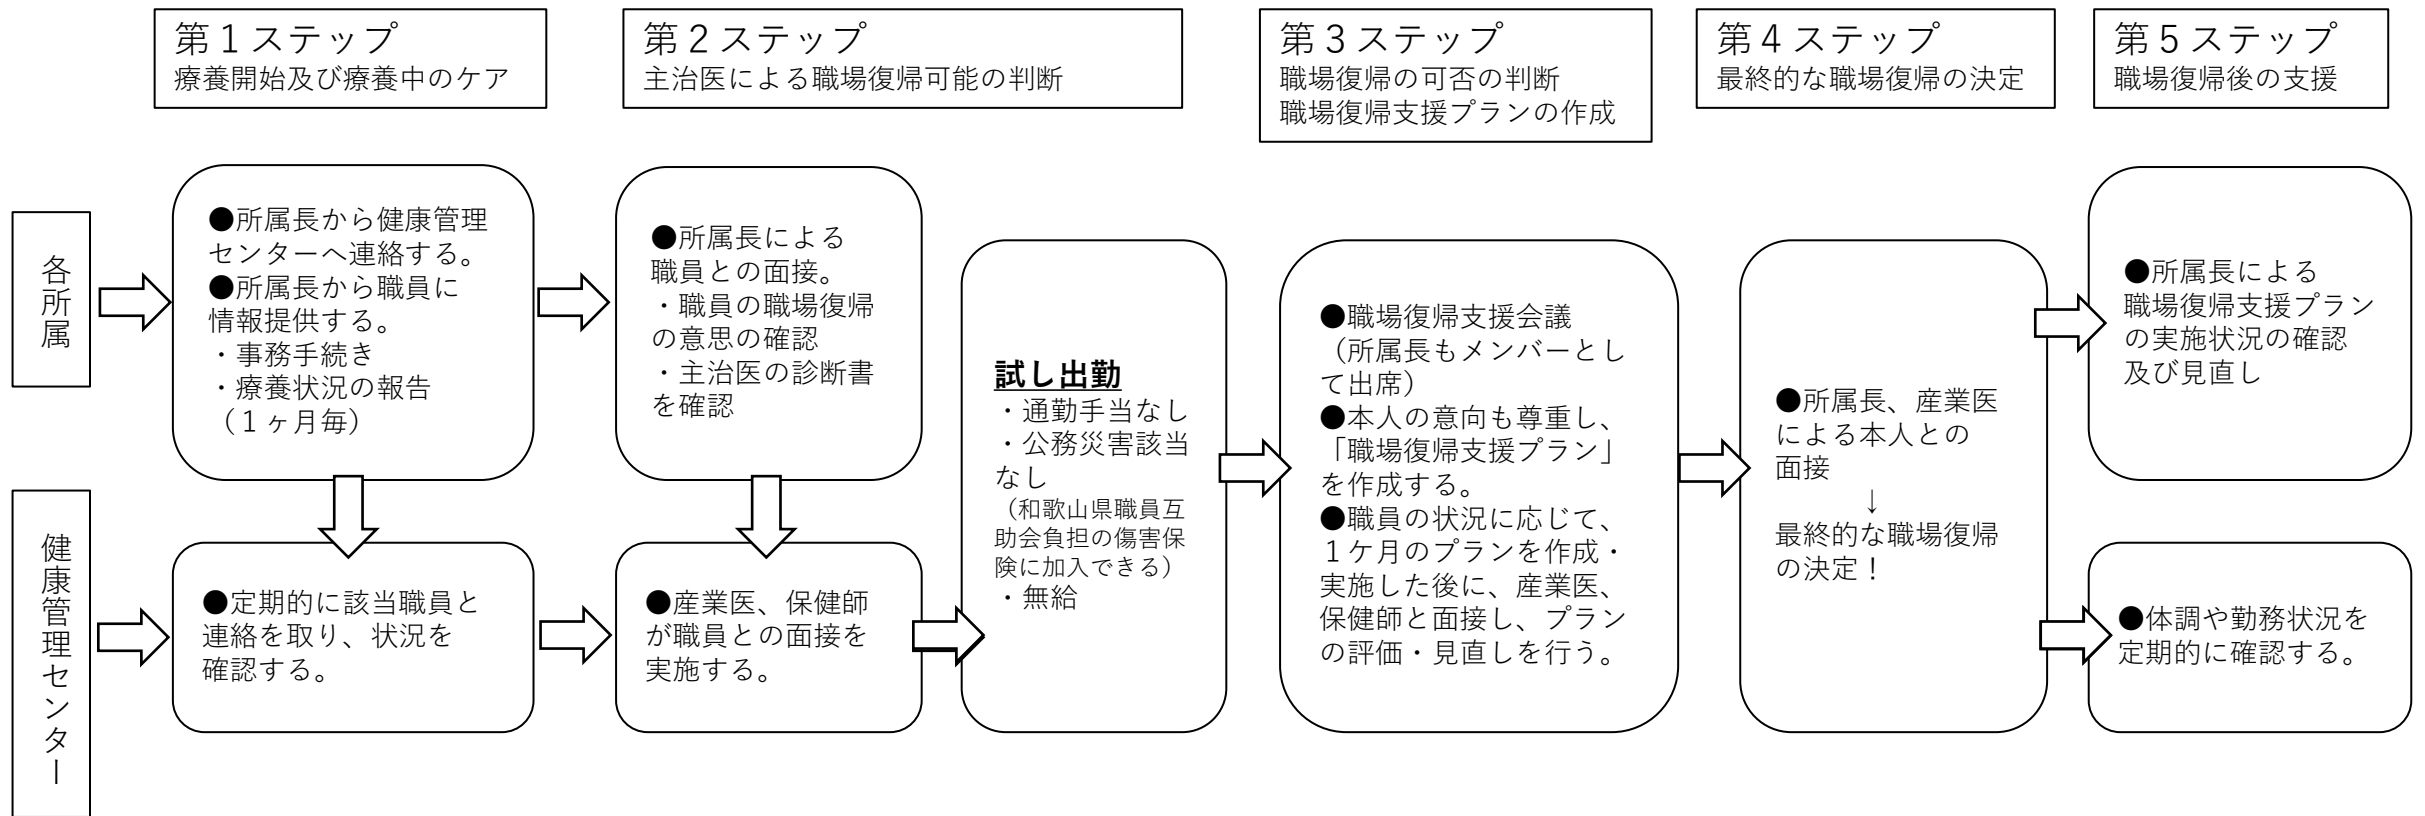 第１ステップ
療養開始及び療養中のケア
第２ステップ
主治医による職場復帰可能の判断
第３ステップ
職場復帰の可否の判断
職場復帰支援プランの作成
第４ステップ
最終的な職場復帰の決定
第５ステップ
職場復帰後の支援
各所属
●所属長から健康管理
センターへ連絡する。
●所属長から職員に
情報提供する。
・事務手続き
・療養状況の報告
（１ヶ月毎）
●所属長による
職員との面接。
・職員の職場復帰
の意思の確認
・主治医の診断書
を確認
健康管理センター
●定期的に該当職員と
連絡を取り、状況を
確認する。
●産業医、保健師
が職員との面接を
実施する。
試し出勤
・通勤手当なし
・公務災害該当
なし
（和歌山県職員互
助会負担の傷害保
険に加入できる）
・無給
●職場復帰支援会議
（所属長もメンバーとし
て出席）
●本人の意向も尊重し、
「職場復帰支援プラン」
を作成する。
●職員の状況に応じて、
１ケ月のプランを作成・
実施した後に、産業医、
保健師と面接し、プラン
の評価・見直しを行う。
●所属長、産業医
による本人との
面接
↓
最終的な職場復帰
の決定！
●所属長による
職場復帰支援プラン
の実施状況の確認
及び見直し
●体調や勤務状況を
定期的に確認する。